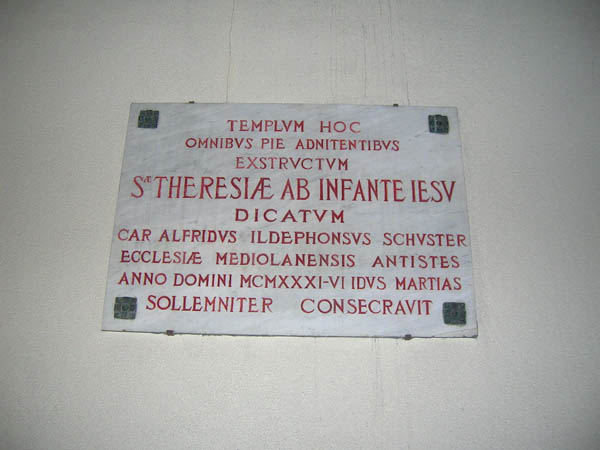 TEMPLVM HOC
OMNIBVS PIE ADNITENTIBVS
EXSTRVCTVM
Sᵆ THERESIÆ AB INFANTE IESV
DICATVM
CAR ALFRIDVS ILDEPHONSVS SCHVSTER
ECCLESIÆ MEDIOLANENSIS ANTISTES
ANNO DOMINI MCMXXXI-VI IDVS MARTIAS
SOLLEMNITER CONSECRAVIT